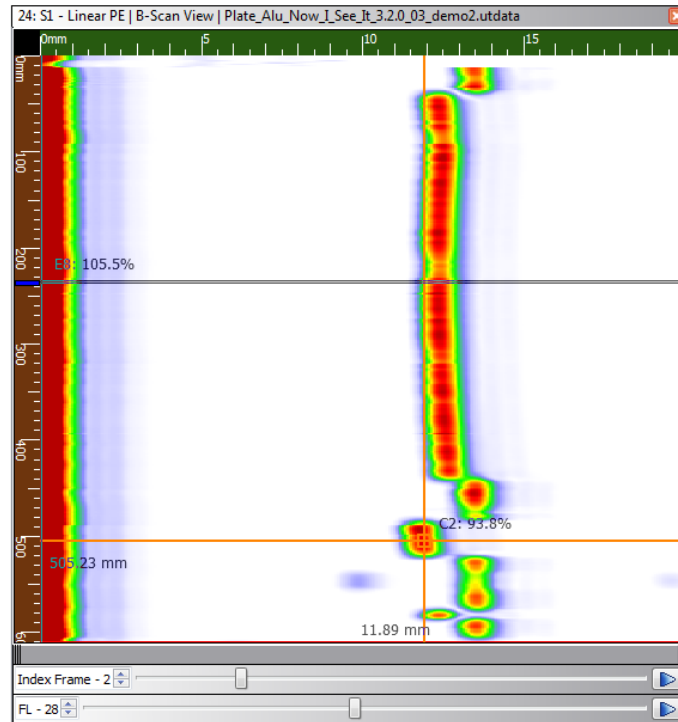 24: S1 - Linear PE | B-Scan View | Plate_Alu_Now_I_See_It_3.2.0_03_demo2.utdata
0mm 5 10 15
0mm
100
200
E8: 105.5%
300
400
C2: 93.8%
500
505.23 mm
11.89 mm
Index Frame - 2
FL - 28